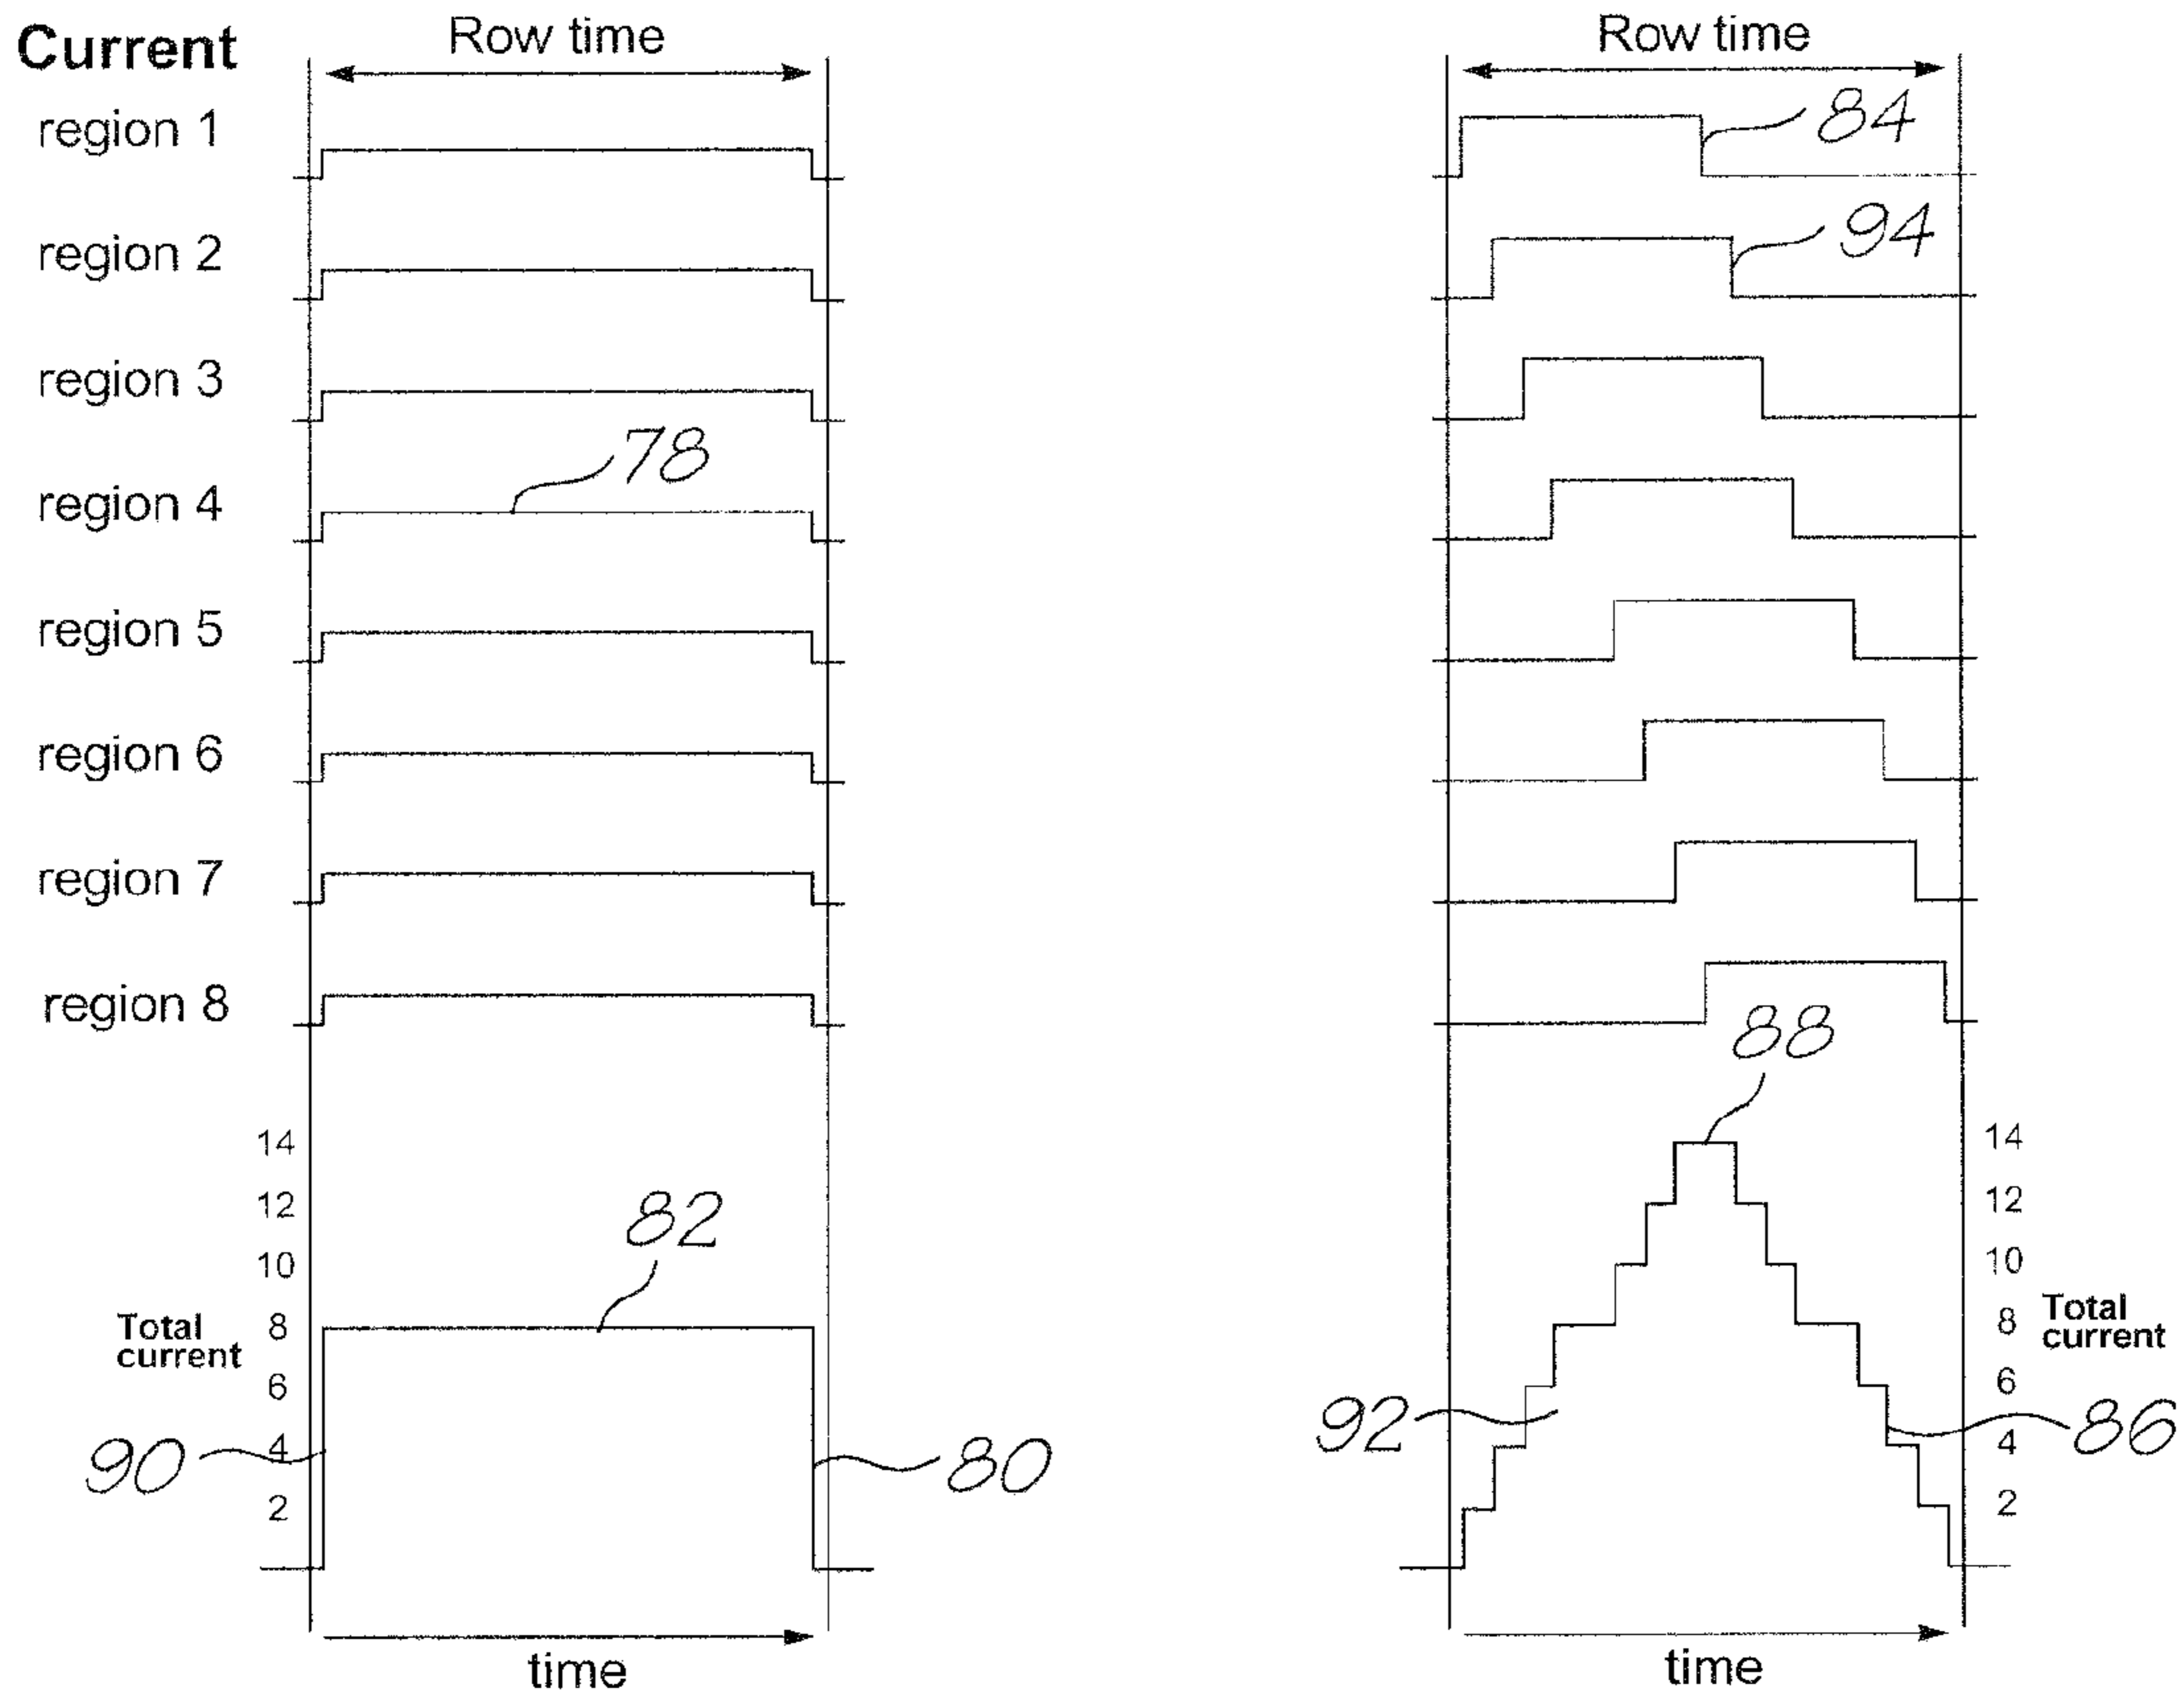 Current
Row time
Row time
region 1
84
region 2
94
region 3
region 4
78
region 5
region 6
region 7
region 8
88
14
14
12
12
82
10
10
Total
current
8
8
Total
current
6
6
92
86
90
4
80
4
2
2
time
time